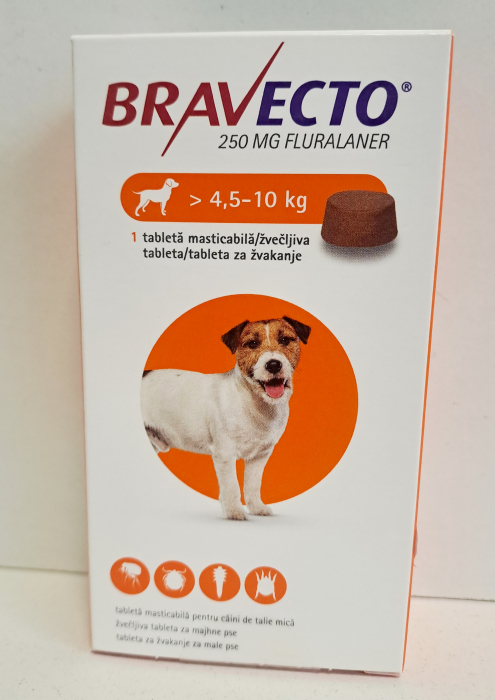 BRAVECTO®
250 MG FLURALANER
> 4,5-10 kg
1 tabletă masticabilă/žvečljiva
tableta/tableta za žvakanje
tabletă masticabilă pentru câini de talie mică
žvečljiva tableta za majhne pse
tableta za žvakanje za male pse